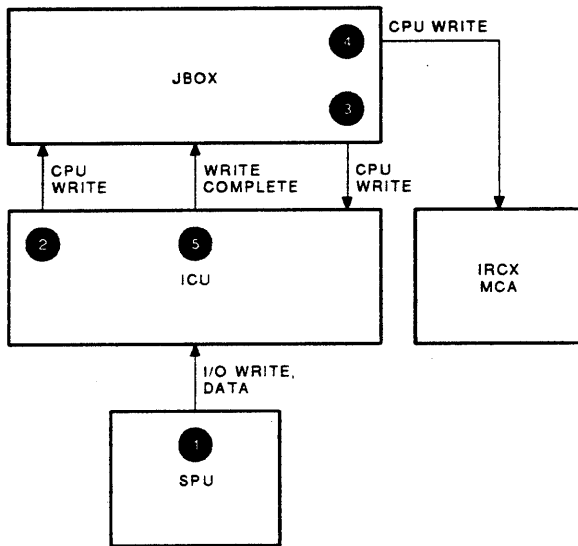 4
CPU WRITE
JBOX
3
CPU
WRITE
WRITE
COMPLETE
CPU
WRITE
2
5
ICU
IRCX
MCA
I/O WRITE,
DATA
1
SPU